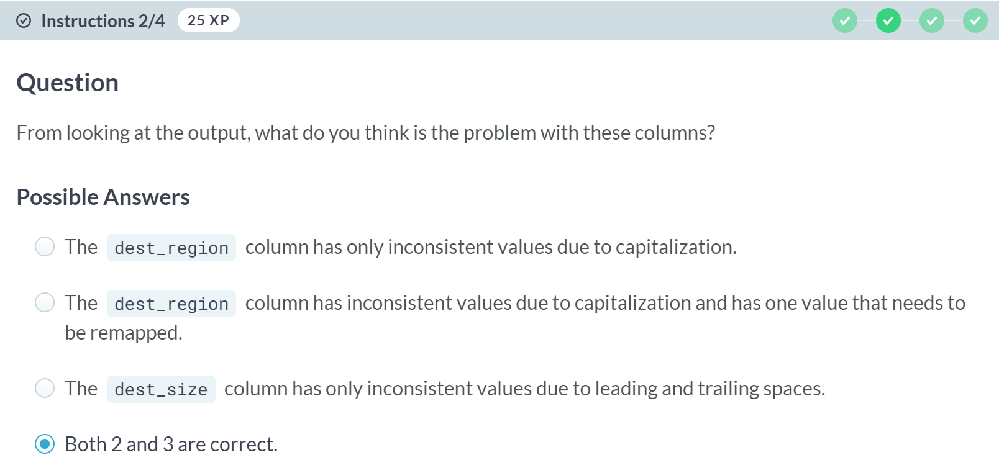 Instructions 2/4 25 XP
Question
From looking at the output, what do you think is the problem with these columns?
Possible Answers
The dest_region column has only inconsistent values due to capitalization.
The dest_region column has inconsistent values due to capitalization and has one value that needs to
be remapped.
The dest_size column has only inconsistent values due to leading and trailing spaces.
Both 2 and 3 are correct.